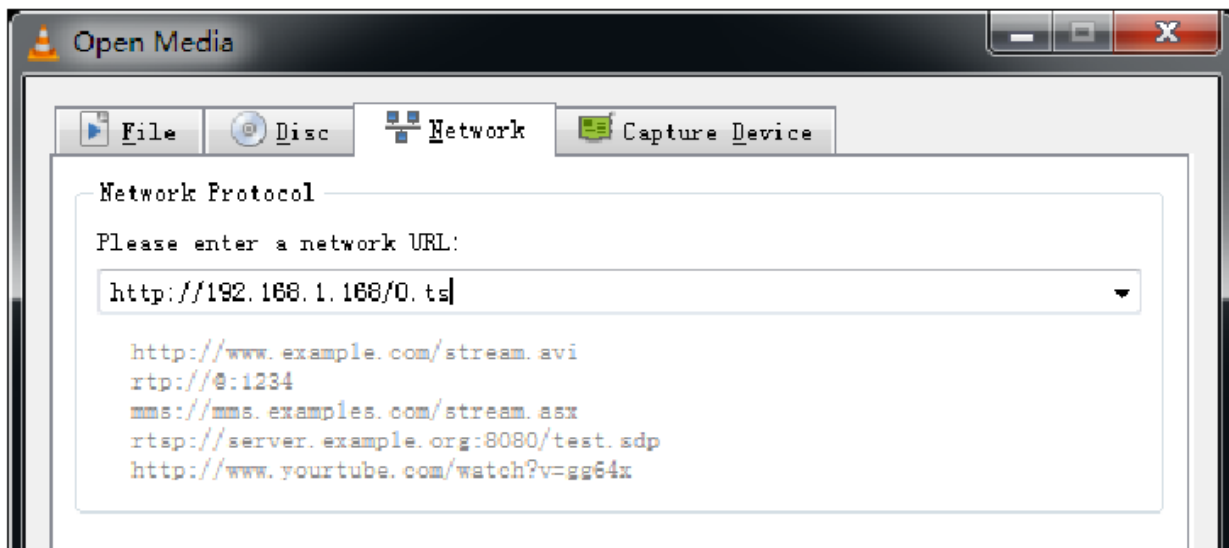 Open Media
File Disc Network Capture Device
Network Protocol
Please enter a network URL:
http://192.168.1.168/0.ts
http://www.example.com/stream.avi
rtp://@:1234
mms://mms.examples.com/stream.asx
rtsp://server.example.org:8080/test.sdp
http://www.yourtube.com/watch?v=gg64x